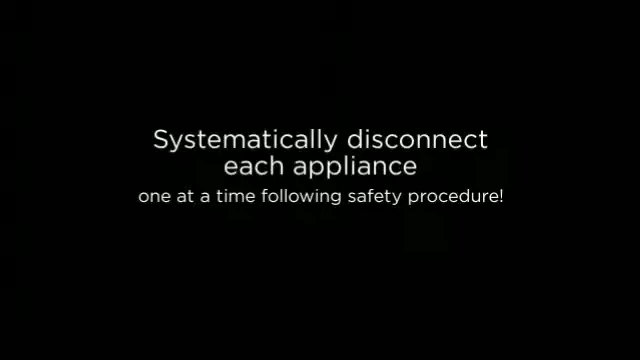 Systematically disconnect
each appliance
one at a time following safety procedure!